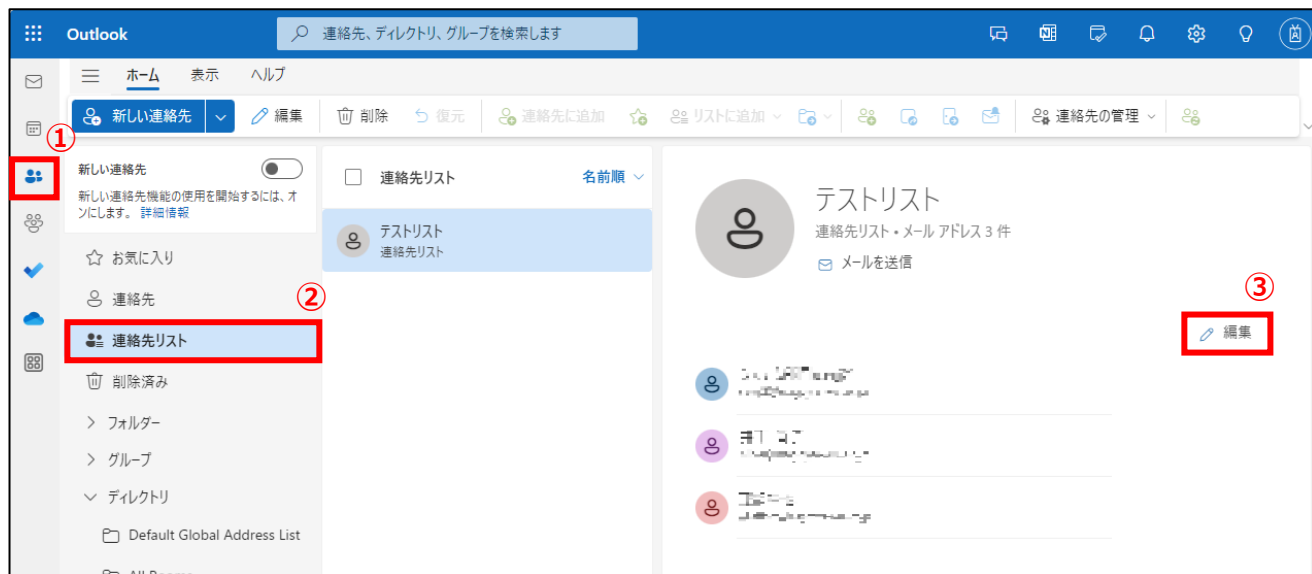 Outlook
連絡先、ディレクトリ、グループを検索します
ホーム 表示 ヘルプ
新しい連絡先 編集 削除 復元 連絡先に追加 リストに追加 連絡先の管理
①
新しい連絡先
新しい連絡先機能の使用を開始するには、オ
ンにします。 詳細情報
お気に入り
連絡先
②
連絡先リスト
削除済み
フォルダー
グループ
ディレクトリ
Default Global Address List
連絡先リスト 名前順
テストリスト
連絡先リスト
テストリスト
連絡先リスト • メール アドレス 3 件
メールを送信
③
編集